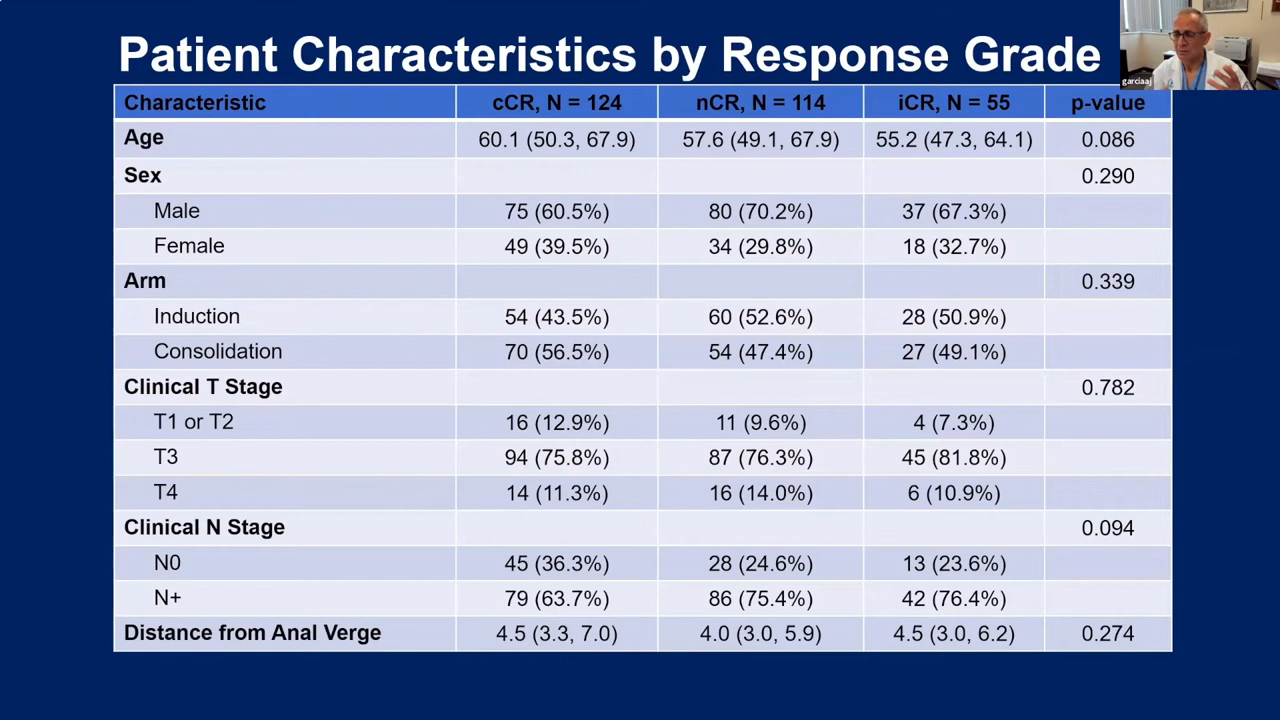 Patient Characteristics by Response Grade
garciaaj
Characteristic cCR, N = 124 nCR, N = 114 iCR, N = 55 p-value
Age 60.1 (50.3, 67.9) 57.6 (49.1, 67.9) 55.2 (47.3, 64.1) 0.086
Sex 0.290
Male 75 (60.5%) 80 (70.2%) 37 (67.3%)
Female 49 (39.5%) 34 (29.8%) 18 (32.7%)
Arm 0.339
Induction 54 (43.5%) 60 (52.6%) 28 (50.9%)
Consolidation 70 (56.5%) 54 (47.4%) 27 (49.1%)
Clinical T Stage 0.782
T1 or T2 16 (12.9%) 11 (9.6%) 4 (7.3%)
T3 94 (75.8%) 87 (76.3%) 45 (81.8%)
T4 14 (11.3%) 16 (14.0%) 6 (10.9%)
Clinical N Stage 0.094
N0 45 (36.3%) 28 (24.6%) 13 (23.6%)
N+ 79 (63.7%) 86 (75.4%) 42 (76.4%)
Distance from Anal Verge 4.5 (3.3, 7.0) 4.0 (3.0, 5.9) 4.5 (3.0, 6.2) 0.274